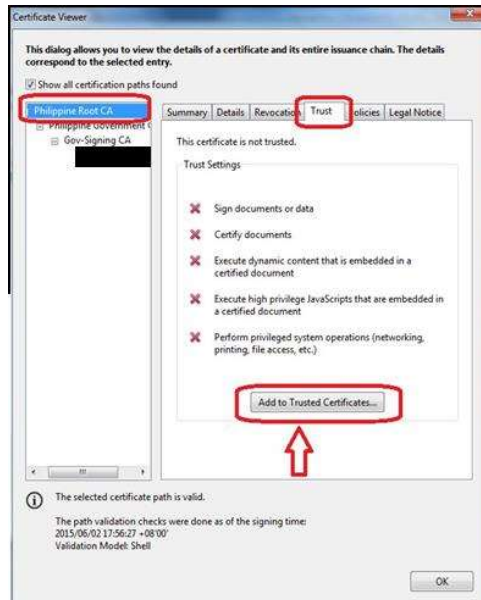 Certificate Viewer
This dialog allows you to view the details of a certificate and its entire issuance chain. The details
correspond to the selected entry.
Show all certification paths found
Philippine Root CA
Philippine Government
Gov-Signing CA
Summary Details Revocation Trust olicies Legal Notice
This certificate is not trusted.
Trust Settings
Sign documents or data
Certify documents
Execute dynamic content that is embedded in a
certified document
Execute high privilege JavaScripts that are embedded in
a certified document
Perform privileged system operations (networking,
printing, file access, etc.)
Add to Trusted Certificates...
The selected certificate path is valid.
The path validation checks were done as of the signing time:
2015/06/02 17:56:27 +08'00'
Validation Model: Shell
OK